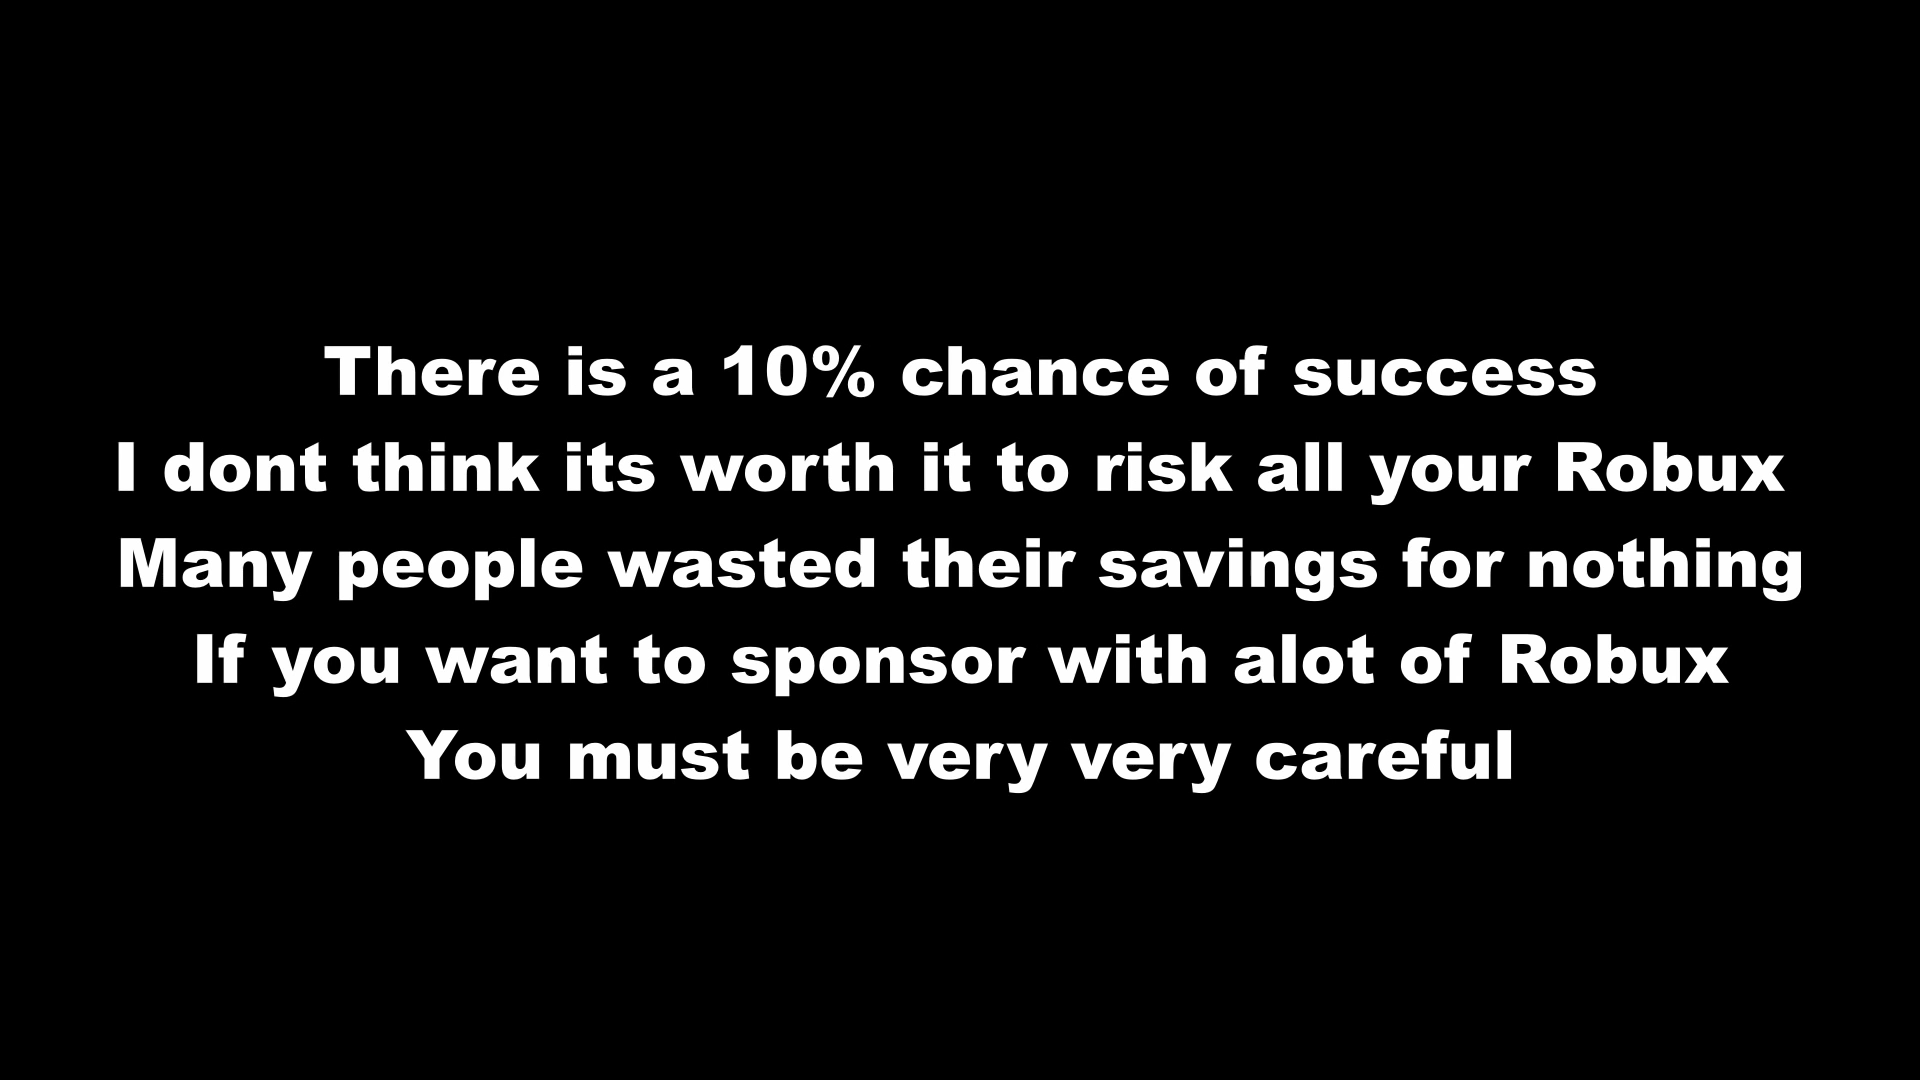 There is a 10% chance of success
I dont think its worth it to risk all your Robux
Many people wasted their savings for nothing
If you want to sponsor with alot of Robux
You must be very very careful